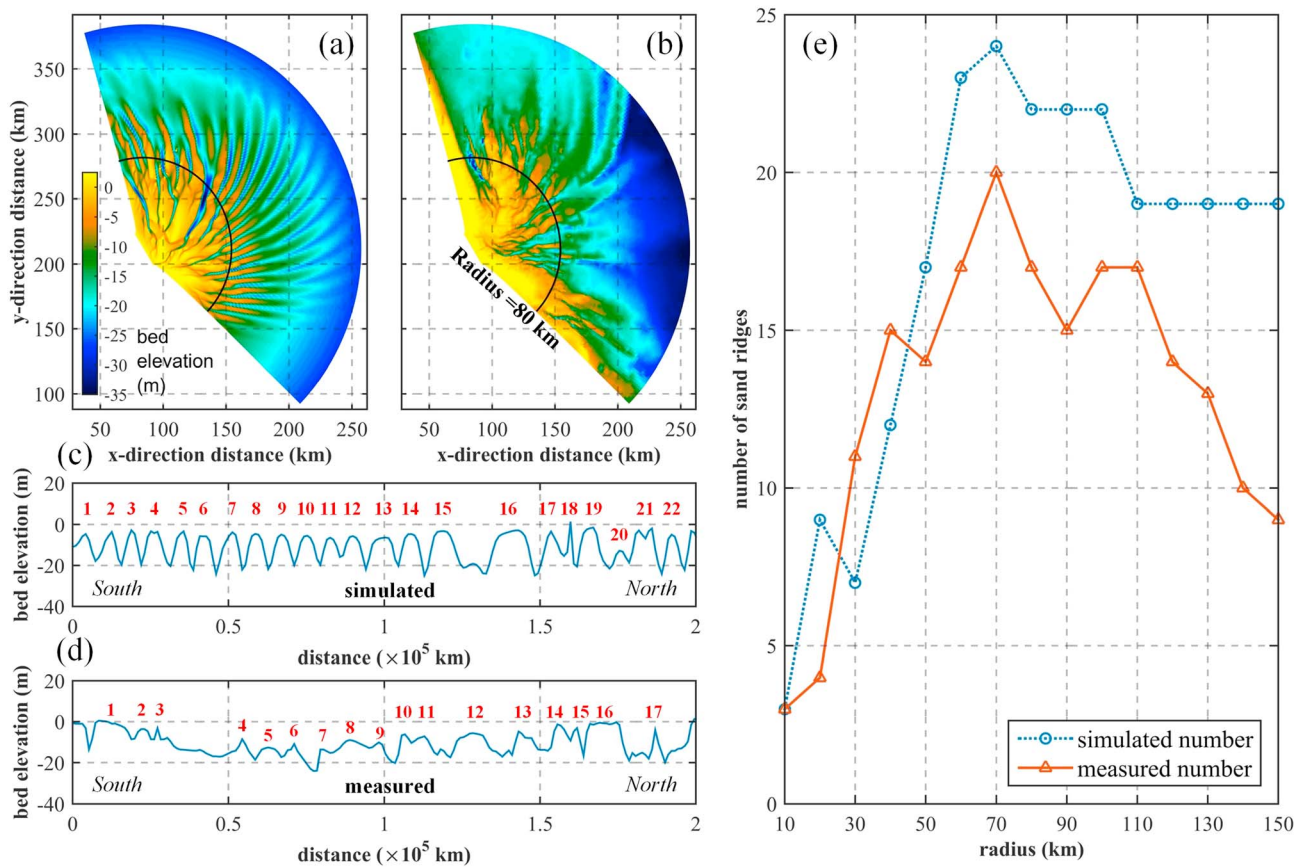 (a)
y-direction distance (km)
350
300
250
200
150
100
0
-5
-10
-15
-20
-25
-30
-35
bed
elevation
(m)
50 100 150 200 250
x-direction distance (km)
(b)
Radius =80 km
50 100 150 200 250
x-direction distance (km)
(c)
bed elevation (m)
20
0
-20
-40
1 2 3 4 5 6 7 8 9 10 11 12 13 14 15 16 17 18 19 20 21 22
South simulated North
0 0.5 1 1.5 2
distance (×10⁵ km)
(d)
bed elevation (m)
20
0
-20
-40
1 2 3 4 5 6 7 8 9 10 11 12 13 14 15 16 17
South measured North
0 0.5 1 1.5 2
distance (×10⁵ km)
(e)
number of sand ridges
25
20
15
10
5
0
simulated number
measured number
10 30 50 70 90 110 130 150
radius (km)